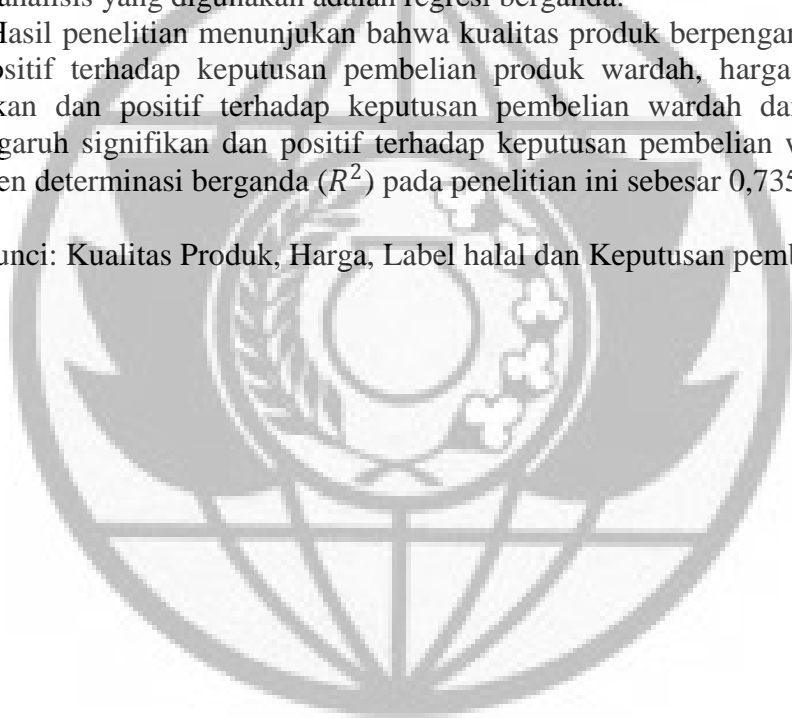 analisis yang digunakan adalah regresi berganda.
Hasil penelitian menunjukan bahwa kualitas produk berpengar
ositif terhadap keputusan pembelian produk wardah, harga
kan dan positif terhadap keputusan pembelian wardah da
garuh signifikan dan positif terhadap keputusan pembelian w
en determinasi berganda (𝑅²) pada penelitian ini sebesar 0,735
unci: Kualitas Produk, Harga, Label halal dan Keputusan pemb